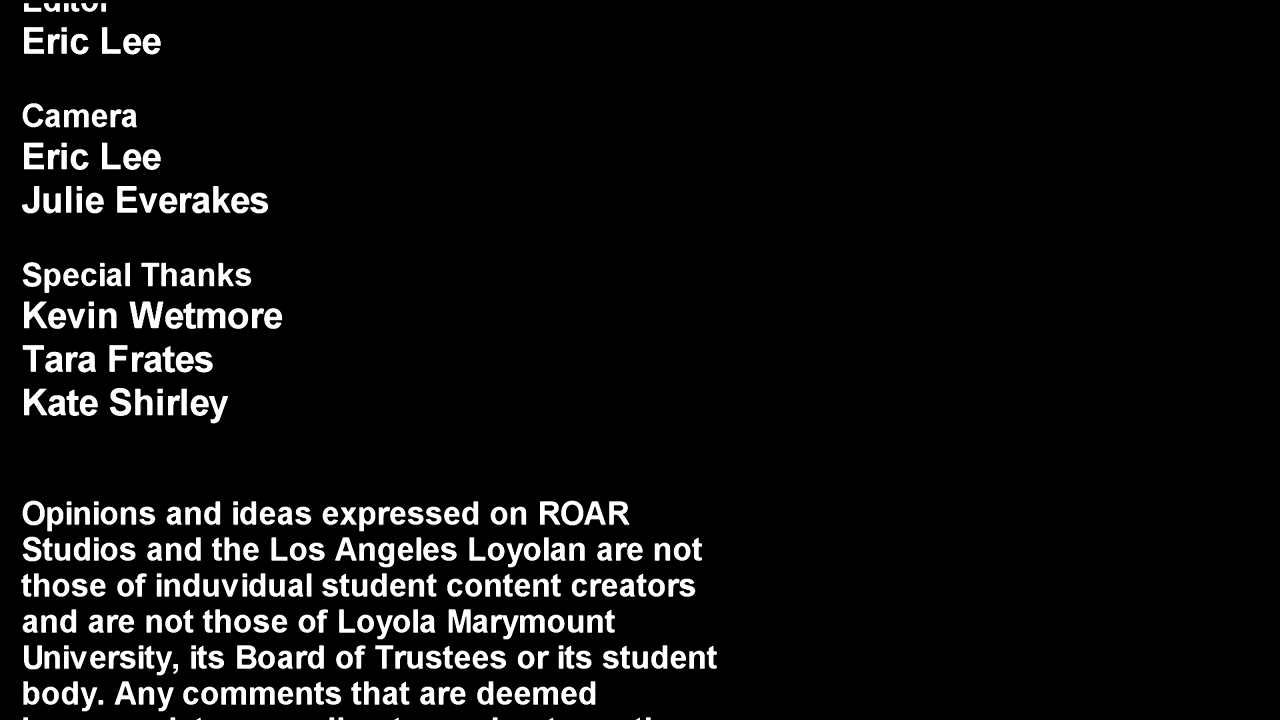 Editor
Eric Lee
Camera
Eric Lee
Julie Everakes
Special Thanks
Kevin Wetmore
Tara Frates
Kate Shirley
Opinions and ideas expressed on ROAR
Studios and the Los Angeles Loyolan are not
those of induvidual student content creators
and are not those of Loyola Marymount
University, its Board of Trustees or its student
body. Any comments that are deemed